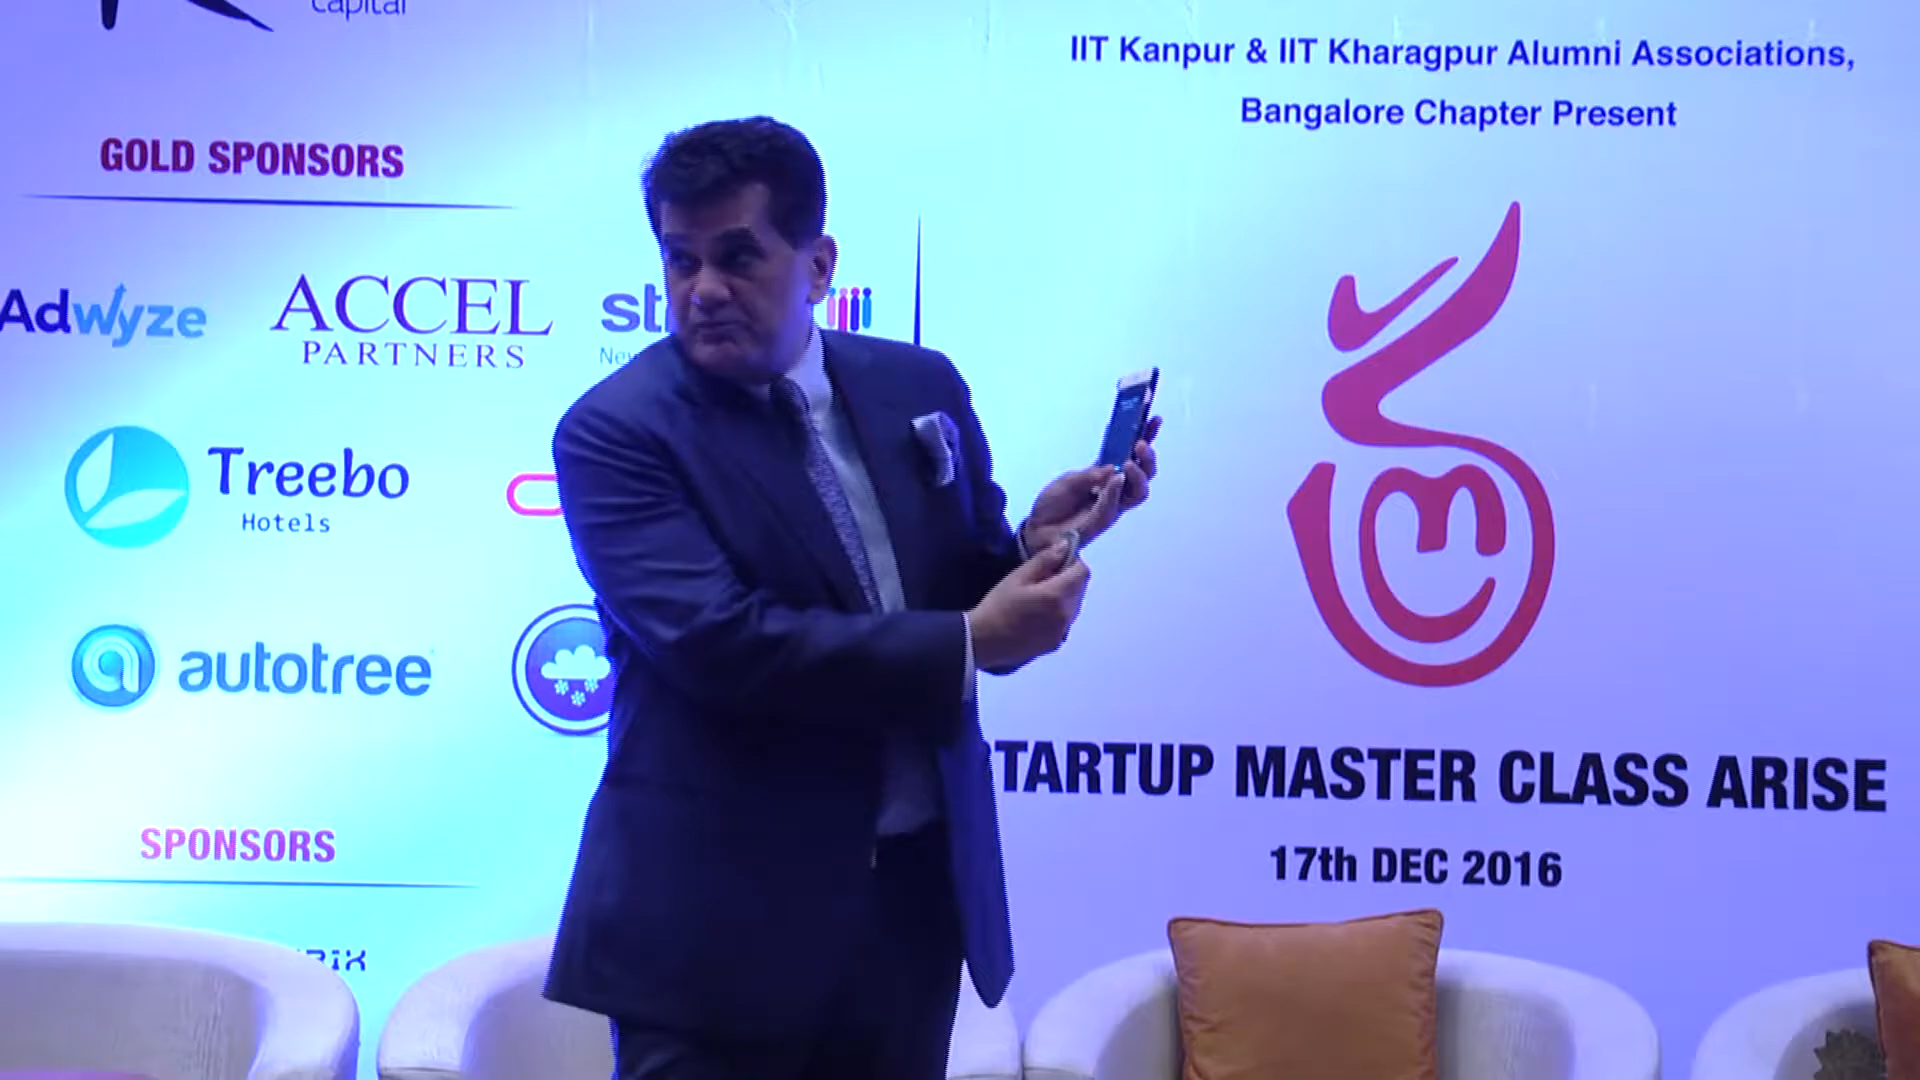 capital
GOLD SPONSORS
Adwyze
ACCEL
PARTNERS
Treebo
Hotels
autotree
SPONSORS
IIT Kanpur & IIT Kharagpur Alumni Associations,
Bangalore Chapter Present
TARTUP MASTER CLASS ARISE
17th DEC 2016